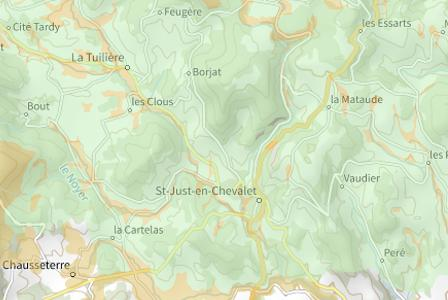 Feugère
Cité Tardy
les Essarts
La Tuilière
Borjat
Bout
les Clous
la Mataude
les
le Noyer
Vaudier
St-Just-en-Chevalet
la Cartelas
Peré
Chausseterre